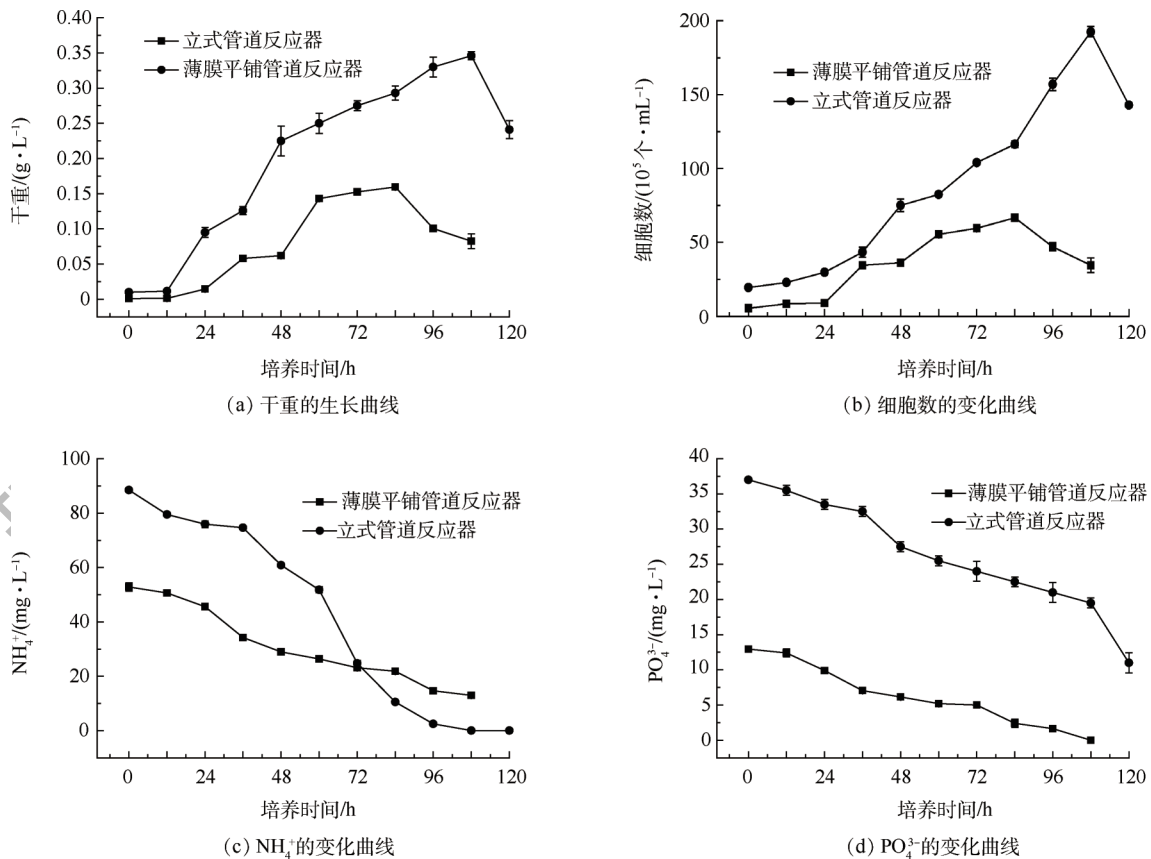 0.40
0.35
0.30
0.25
0.20
0.15
0.10
0.05
0
干重/(g·L⁻¹)
立式管道反应器
薄膜平铺管道反应器
0 24 48 72 96 120
培养时间/h
(a) 干重的生长曲线
200
150
100
50
0
细胞数/(10⁵个·mL⁻¹)
薄膜平铺管道反应器
立式管道反应器
0 24 48 72 96 120
培养时间/h
(b) 细胞数的变化曲线
100
80
60
40
20
0
NH₄⁺/(mg·L⁻¹)
薄膜平铺管道反应器
立式管道反应器
0 24 48 72 96 120
培养时间/h
(c) NH₄⁺的变化曲线
40
35
30
25
20
15
10
5
0
PO₄³⁻/(mg·L⁻¹)
薄膜平铺管道反应器
立式管道反应器
0 24 48 72 96 120
培养时间/h
(d) PO₄³⁻的变化曲线